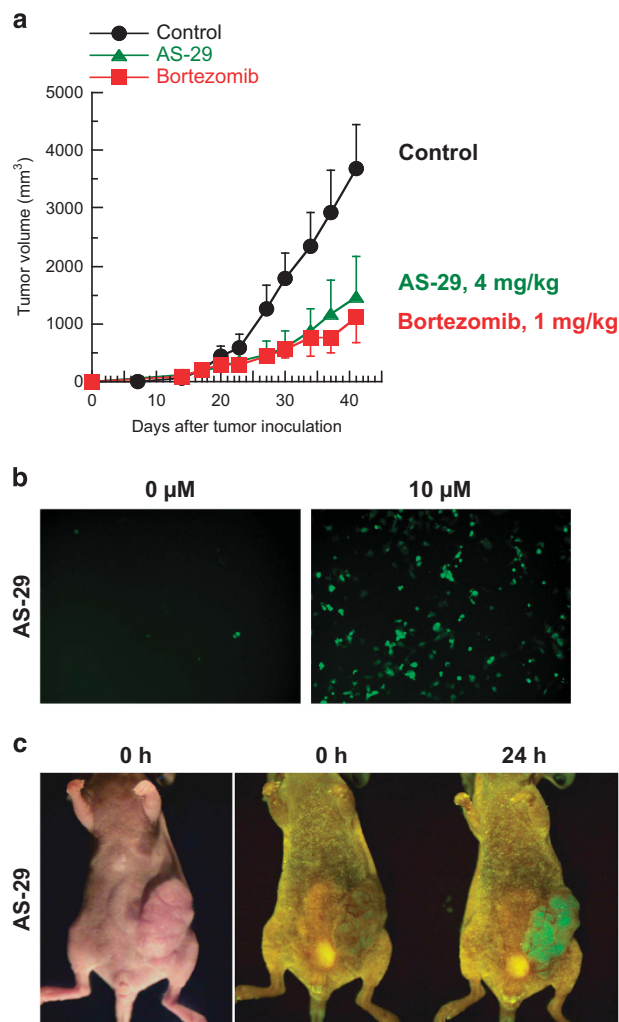 a
Control
AS-29
Bortezomib
5000
4000
3000
2000
1000
0
Tumor volume (mm³)
0 10 20 30 40
Days after tumor inoculation
Control
AS-29, 4 mg/kg
Bortezomib, 1 mg/kg
b
0 µM 10 µM
AS-29
c
0 h 0 h 24 h
AS-29